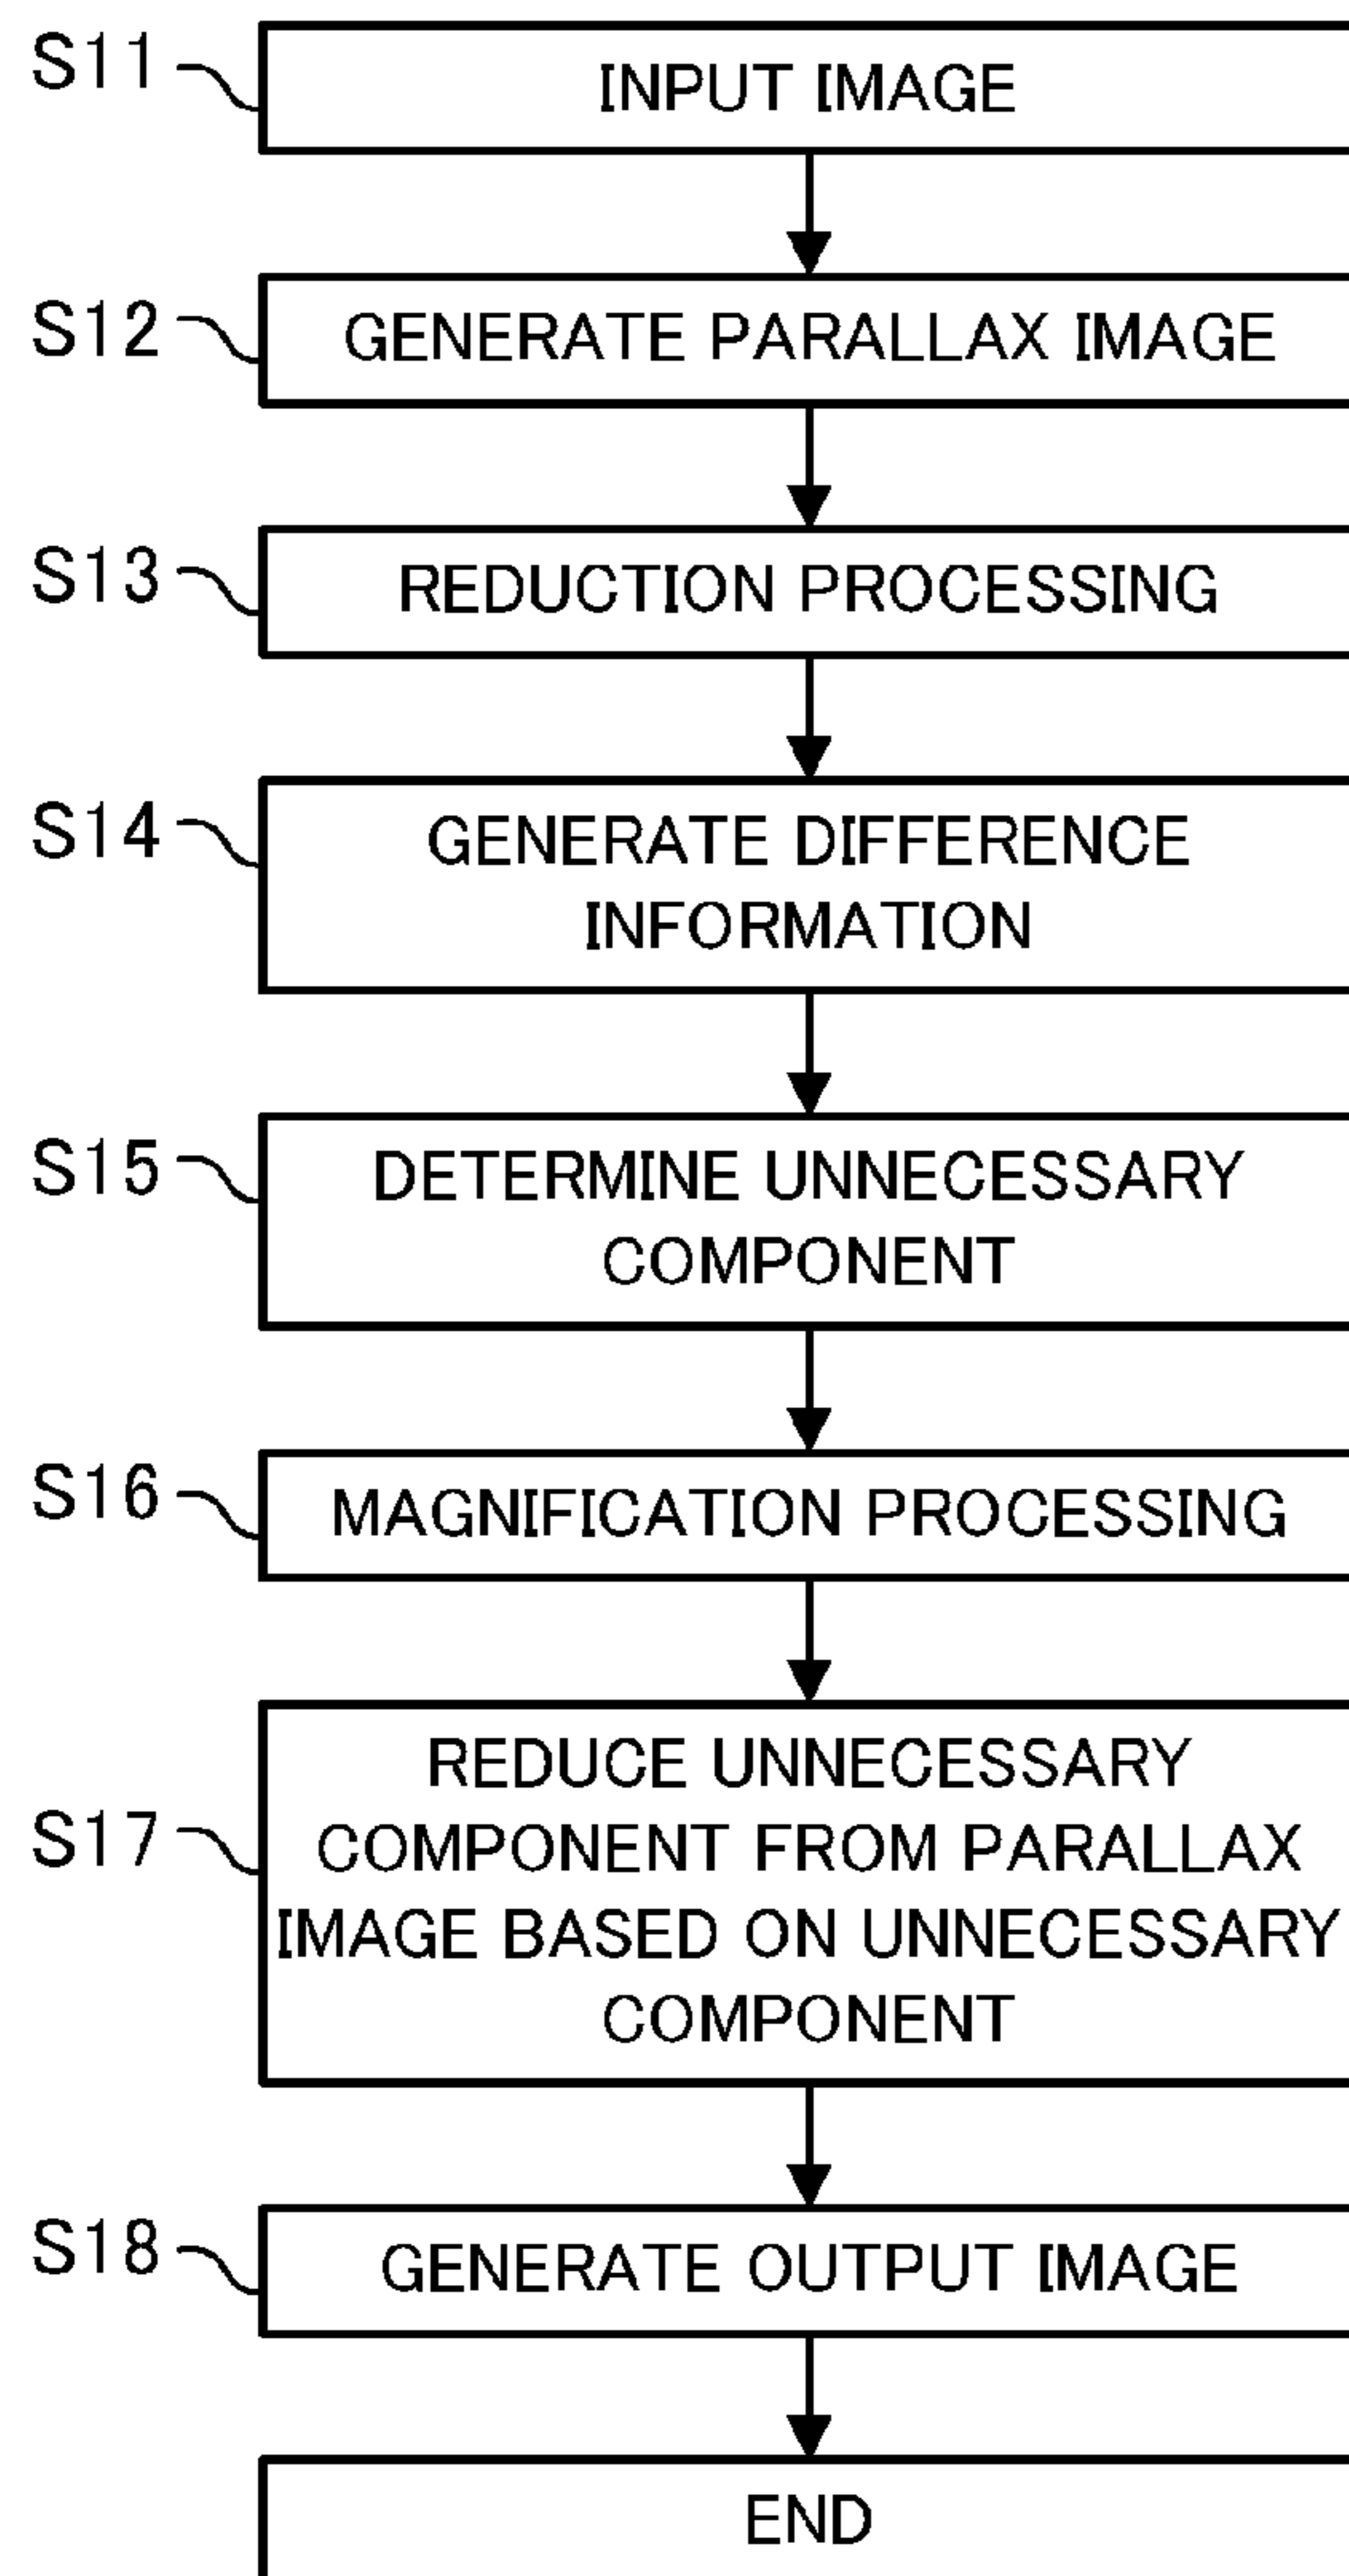 S11
INPUT IMAGE
S12
GENERATE PARALLAX IMAGE
S13
REDUCTION PROCESSING
S14
GENERATE DIFFERENCE
INFORMATION
S15
DETERMINE UNNECESSARY
COMPONENT
S16
MAGNIFICATION PROCESSING
S17
REDUCE UNNECESSARY
COMPONENT FROM PARALLAX
IMAGE BASED ON UNNECESSARY
COMPONENT
S18
GENERATE OUTPUT IMAGE
END